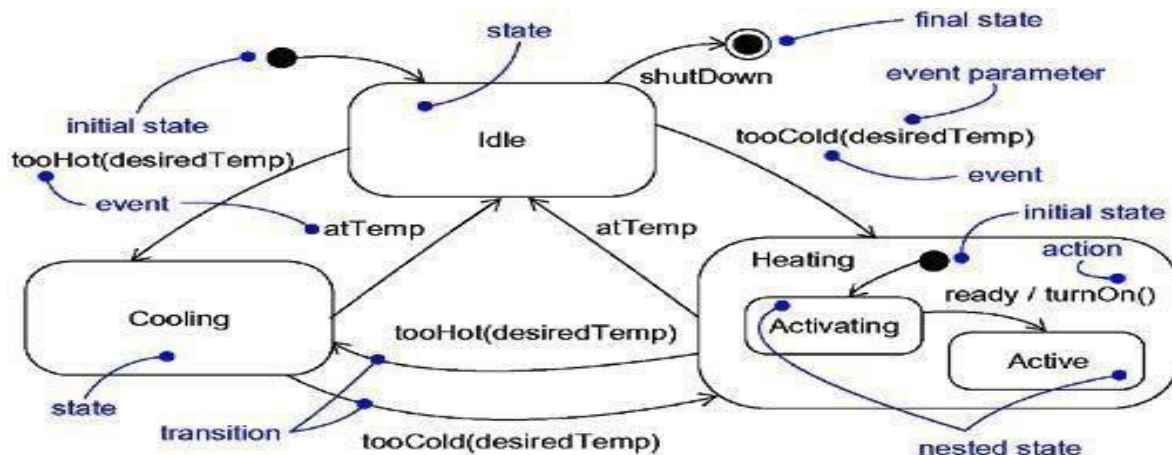 state
final state
shutDown
event parameter
initial state
tooHot(desiredTemp)
Idle
tooCold(desiredTemp)
event
event
atTemp
atTemp
initial state
Heating
action
ready / turnOn()
Cooling
Activating
tooHot(desiredTemp)
Active
state
transition
tooCold(desiredTemp)
nested state